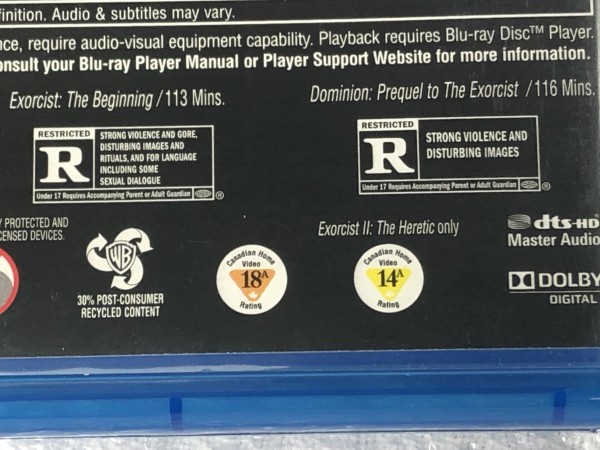 finition. Audio & subtitles may vary.
nce, require audio-visual equipment capability. Playback requires Blu-ray Disc™ Player.
onsult your Blu-ray Player Manual or Player Support Website for more information.
Exorcist: The Beginning / 113 Mins.
Dominion: Prequel to The Exorcist / 116 Mins.
RESTRICTED
R
STRONG VIOLENCE AND GORE,
DISTURBING IMAGES AND
RITUALS, AND FOR LANGUAGE
INCLUDING SOME
SEXUAL DIALOGUE
Under 17 Requires Accompanying Parent or Adult Guardian ®
RESTRICTED
R
STRONG VIOLENCE AND
DISTURBING IMAGES
Under 17 Requires Accompanying Parent or Adult Guardian ®
Y PROTECTED AND
CENSED DEVICES.
WB
30% POST-CONSUMER
RECYCLED CONTENT
Canadian Home
Video
18A
Rating
Exorcist II: The Heretic only
Canadian Home
Video
14A
Rating
dts-HD
Master Audio
DOLBY
DIGITAL